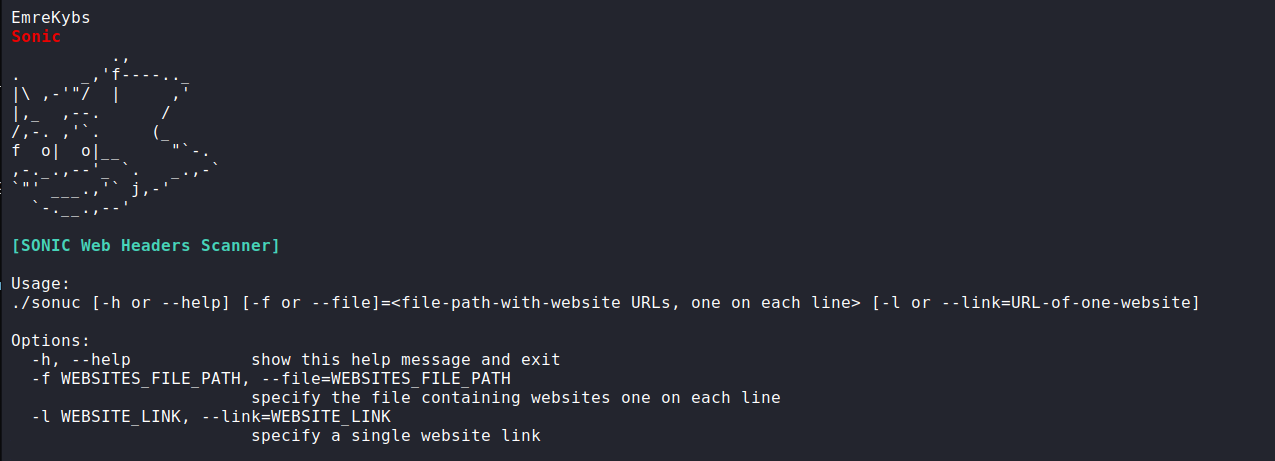 EmreKybs
Sonic
          .,
.      _,'f----.._
|\ ,-'"/  |     ,'
|,_  ,--.      /
/,-. ,'`.     (_
f  o|  o|__     "`-.
,-._.,--'_ `.   _.,-`
`"' ___.,'` j,-'
  `-.__.,--'
[SONIC Web Headers Scanner]
Usage:
./sonuc [-h or --help] [-f or --file]=<file-path-with-website URLs, one on each line> [-l or --link=URL-of-one-website]
Options:
  -h, --help            show this help message and exit
  -f WEBSITES_FILE_PATH, --file=WEBSITES_FILE_PATH
                        specify the file containing websites one on each line
  -l WEBSITE_LINK, --link=WEBSITE_LINK
                        specify a single website link